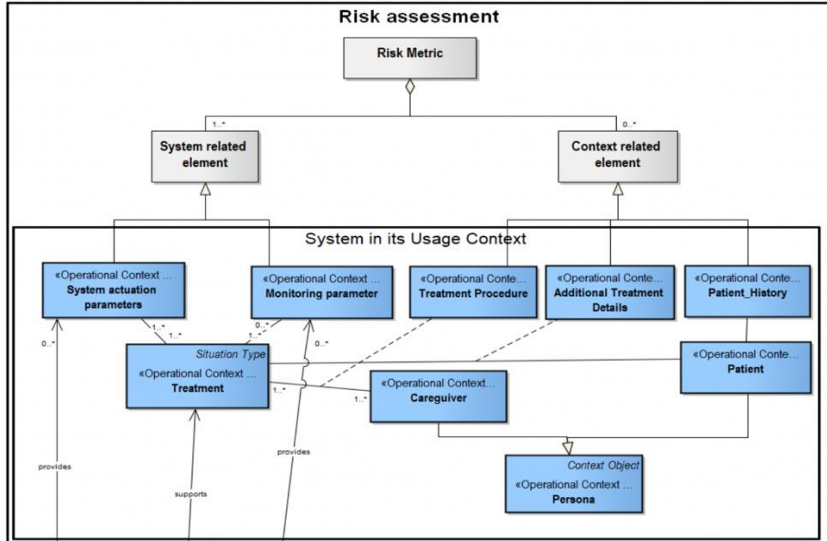 Risk assessment
Risk Metric
1..*
0..*
System related
element
Context related
element
System in its Usage Context
«Operational Context ...
System actuation
parameters
«Operational Context ...
Monitoring parameter
«Operational Conte...
Treatment Procedure
«Operational Conte...
Additional Treatment
Details
«Operational Conte...
Patient_History
0..*
1..*
1..*
0..*
1..*
0..*
Situation Type
«Operational Context ...
Treatment
1..*
1..*
«Operational Context...
Caregiuver
«Operational Conte...
Patient
Context Object
«Operational Context ...
Persona
provides
supports
provides